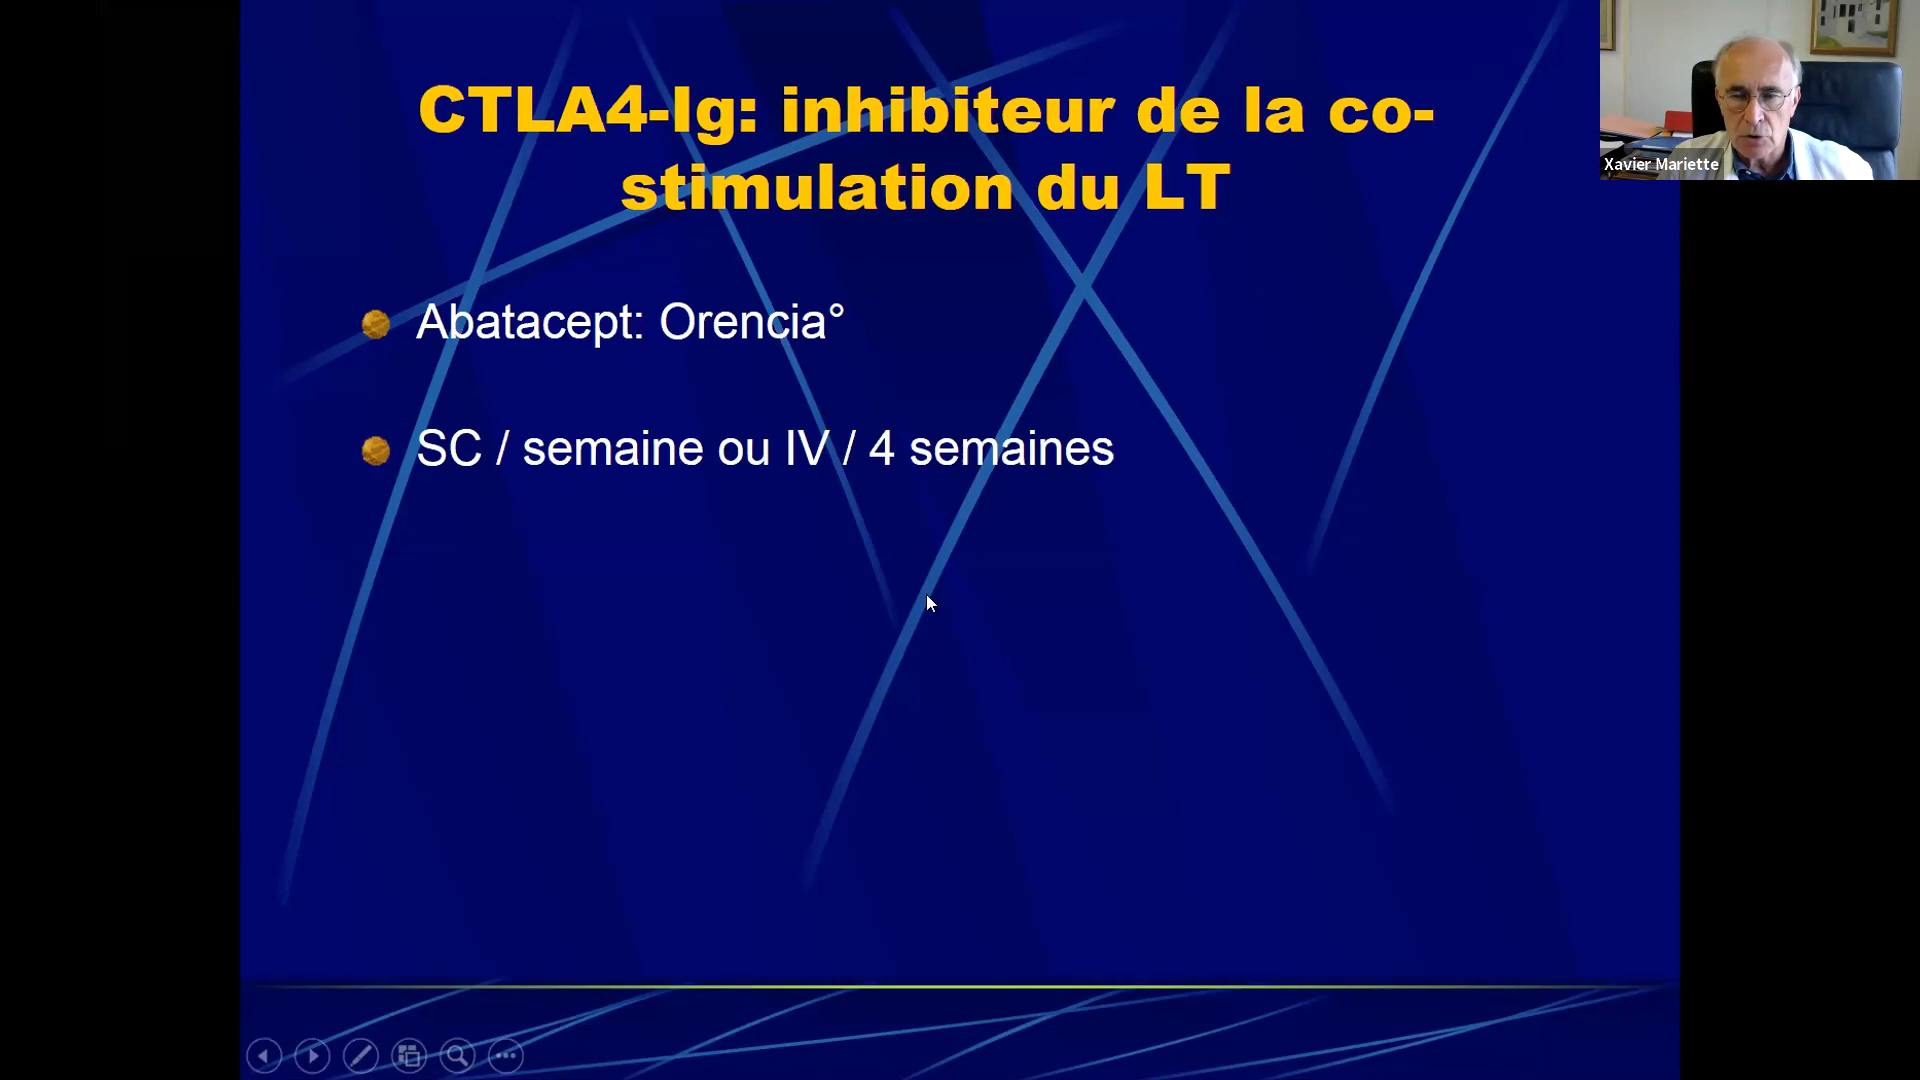 CTLA4-Ig: inhibiteur de la co-
stimulation du LT
Abatacept: Orencia°
SC / semaine ou IV / 4 semaines
Xavier Mariette